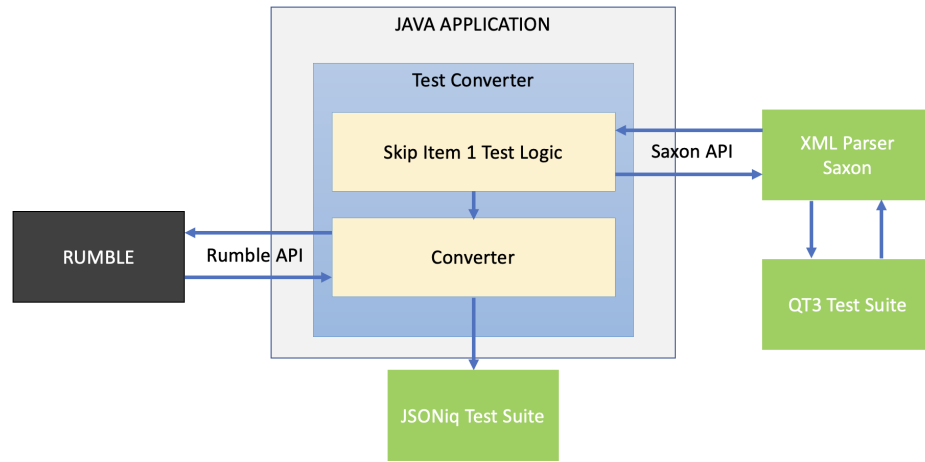 JAVA APPLICATION
Test Converter
Skip Item 1 Test Logic
Saxon API
XML Parser
Saxon
RUMBLE
Rumble API
Converter
QT3 Test Suite
JSONiq Test Suite